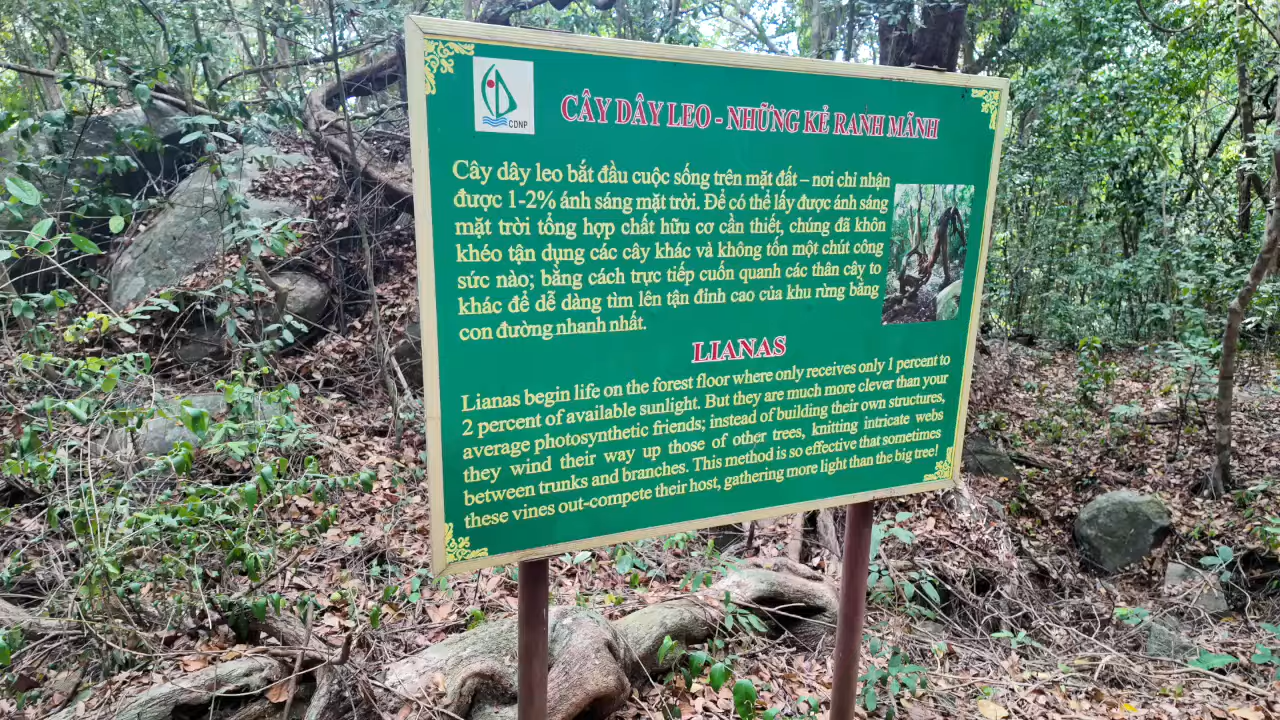 CDNP
CÂY DÂY LEO - NHỮNG KẺ RANH MÃNH
Cây dây leo bắt đầu cuộc sống trên mặt đất – nơi chỉ nhận
được 1-2% ánh sáng mặt trời. Để có thể lấy được ánh sáng
mặt trời tổng hợp chất hữu cơ cần thiết, chúng đã khôn
khéo tận dụng các cây khác và không tốn một chút công
sức nào; bằng cách trực tiếp cuốn quanh các thân cây to
khác để dễ dàng tìm lên tận đỉnh cao của khu rừng bằng
con đường nhanh nhất.
LIANAS
Lianas begin life on the forest floor where only receives only 1 percent to
2 percent of available sunlight. But they are much more clever than your
average photosynthetic friends; instead of building their own structures,
they wind their way up those of other trees, knitting intricate webs
between trunks and branches. This method is so effective that sometimes
these vines out-compete their host, gathering more light than the big tree!